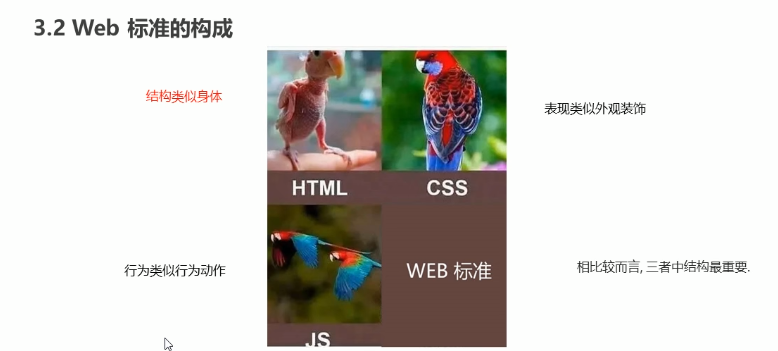 3.2 Web 标准的构成
结构类似身体
表现类似外观装饰
HTML
CSS
行为类似行为动作
WEB 标准
相比较而言, 三者中结构最重要.
JS